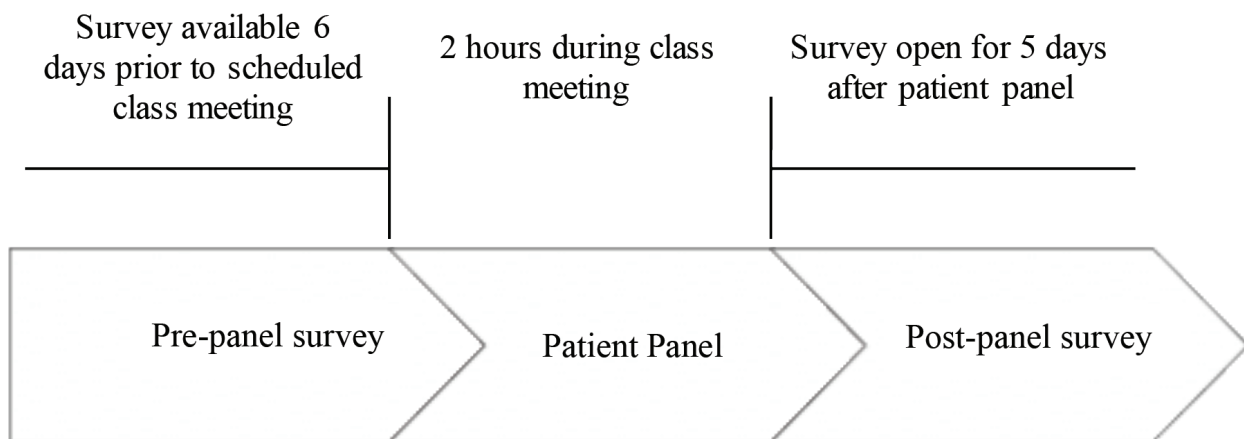 Survey available 6
days prior to scheduled
class meeting
2 hours during class
meeting
Survey open for 5 days
after patient panel
Pre-panel survey
Patient Panel
Post-panel survey